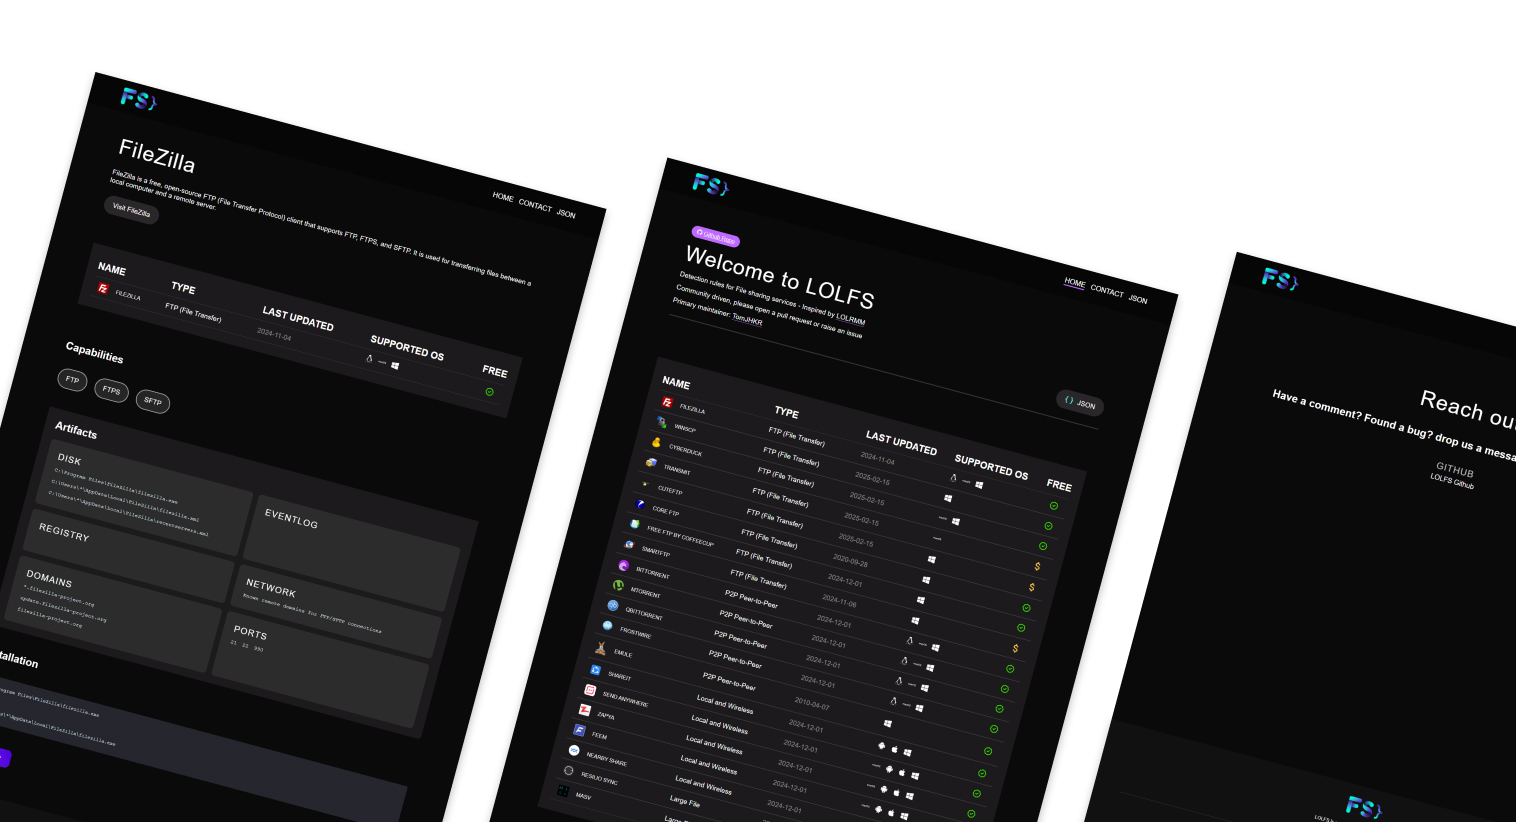 FS}
HOME CONTACT JSON
FileZilla
FileZilla is a free, open-source FTP (File Transfer Protocol) client that supports FTP, FTPS, and SFTP. It is used for transferring files between a
local computer and a remote server.
Visit FileZilla
NAME TYPE LAST UPDATED SUPPORTED OS FREE
FILEZILLA FTP (File Transfer) 2024-11-04
Capabilities
FTP FTPS SFTP
Artifacts
DISK
C:\Program Files\FileZilla\filezilla.exe
C:\Users\*\AppData\Local\FileZilla\filezilla.xml
C:\Users\*\AppData\Local\FileZilla\recentservers.xml
EVENTLOG
REGISTRY
NETWORK
Known remote domains for FTP/SFTP connections
DOMAINS
*.filezilla-project.org
update.filezilla-project.org
filezilla-project.org
PORTS
21 22 990
tallation
ogram Files\FileZilla\filezilla.exe
\*\AppData\Local\FileZilla\filezilla.exe
FS}
HOME CONTACT JSON
Github Repo
Welcome to LOLFS
Detection rules for File sharing services - Inspired by LOLRMM
Community driven, please open a pull request or raise an issue
Primary maintainer: TomJHKR
{} JSON
NAME TYPE LAST UPDATED SUPPORTED OS FREE
FILEZILLA FTP (File Transfer) 2024-11-04
WINSCP FTP (File Transfer) 2025-02-15
CYBERDUCK FTP (File Transfer) 2025-02-15
TRANSMIT FTP (File Transfer) 2025-02-15
CUTEFTP FTP (File Transfer) 2025-02-15
CORE FTP FTP (File Transfer) 2020-09-28
FREE FTP BY COFFEECUP FTP (File Transfer) 2024-12-01
SMARTFTP FTP (File Transfer) 2024-11-06
BITTORRENT P2P Peer-to-Peer 2024-12-01
ΜTORRENT P2P Peer-to-Peer 2024-12-01
QBITTORRENT P2P Peer-to-Peer 2024-12-01
FROSTWIRE P2P Peer-to-Peer 2024-12-01
EMULE P2P Peer-to-Peer 2010-04-07
SHAREIT Local and Wireless 2024-12-01
SEND ANYWHERE Local and Wireless 2024-12-01
ZAPYA Local and Wireless 2024-12-01
FEEM Local and Wireless 2024-12-01
NEARBY SHARE Local and Wireless 2024-12-01
RESILIO SYNC Large File
MASV Large
FS}
Reach ou
Have a comment? Found a bug? drop us a messa
GITHUB
LOLFS Github
FS}